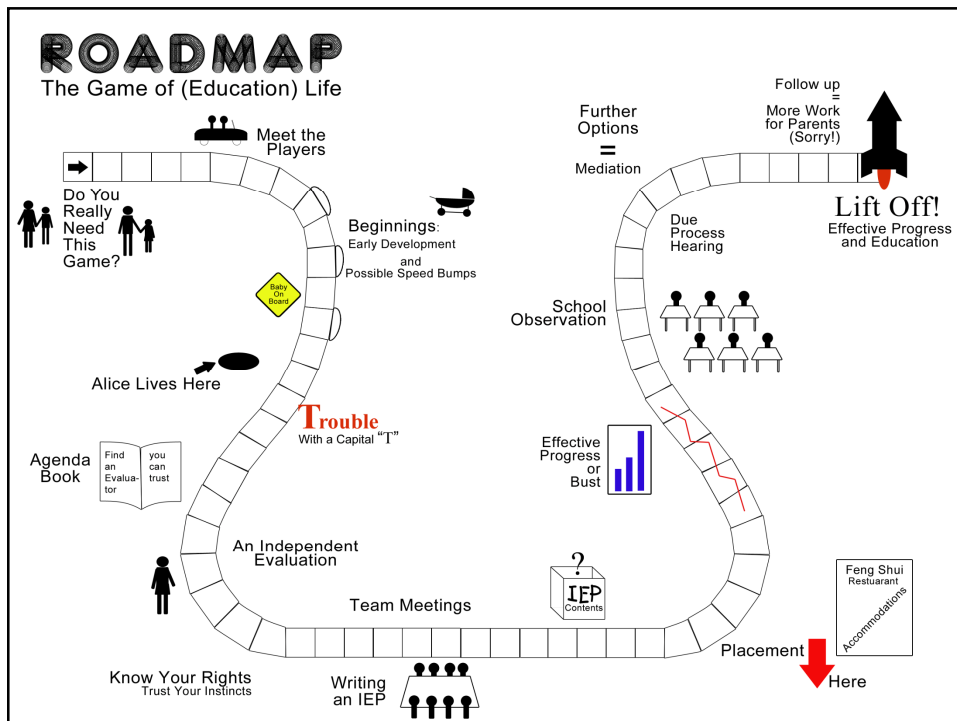 ROADMAP
The Game of (Education) Life
Meet the
Players
Do You
Really
Need
This
Game?
Beginnings:
Early Development
and
Possible Speed Bumps
Baby
On
Board
Alice Lives Here
Trouble
With a Capital “T”
Agenda
Book
Find
an
Evalua-
tor
you
can
trust
An Independent
Evaluation
Know Your Rights
Trust Your Instincts
Team Meetings
Writing
an IEP
?
IEP
Contents
Placement
Here
Feng Shui
Restuarant
Accommodations
Effective
Progress
or
Bust
School
Observation
Due
Process
Hearing
Further
Options
=
Mediation
Follow up
=
More Work
for Parents
(Sorry!)
Lift Off!
Effective Progress
and Education